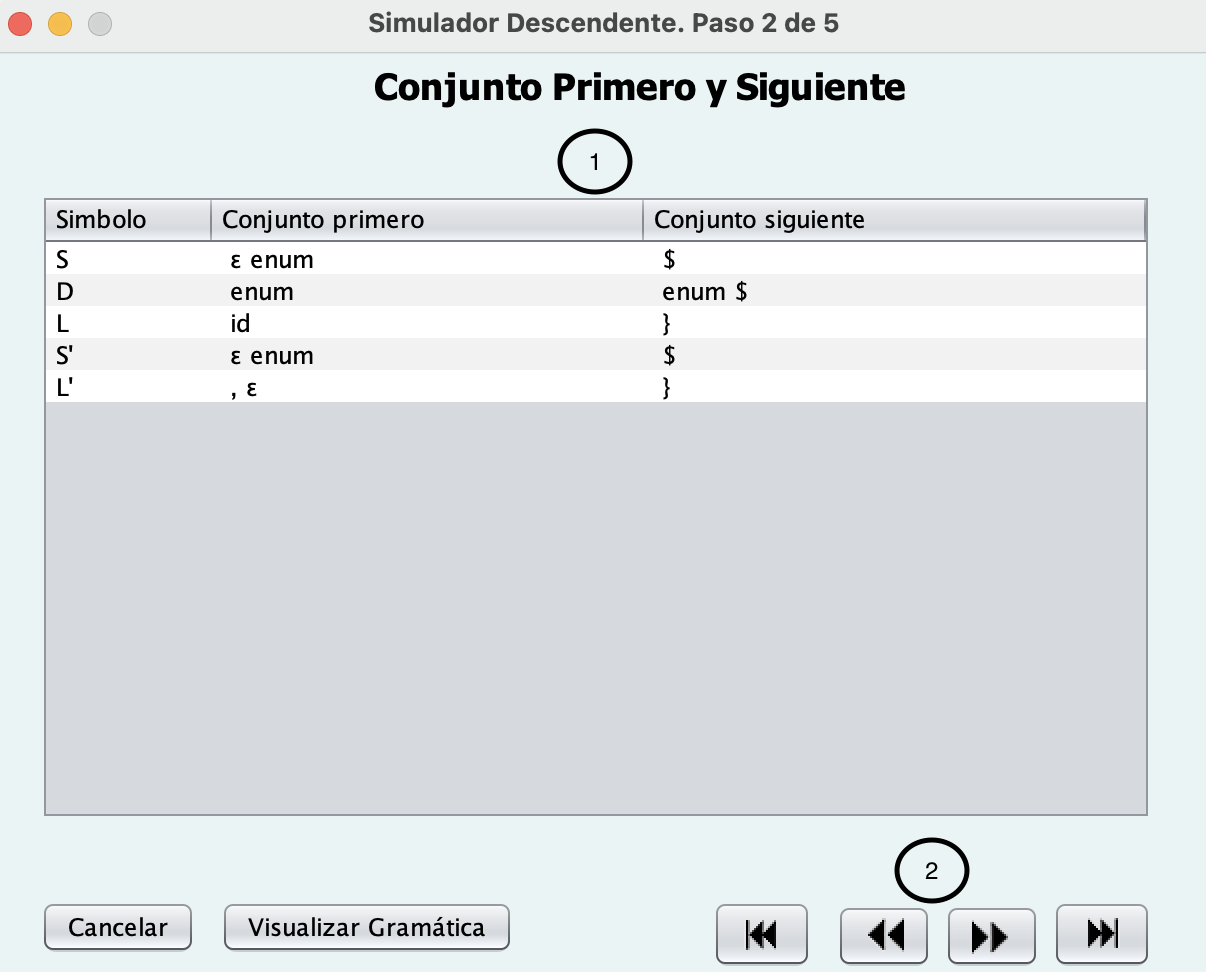 Simulador Descendente. Paso 2 de 5
Conjunto Primero y Siguiente
1
Simbolo Conjunto primero Conjunto siguiente
S ε enum $
D enum enum $
L id }
S' ε enum $
L' , ε }
2
Cancelar Visualizar Gramática